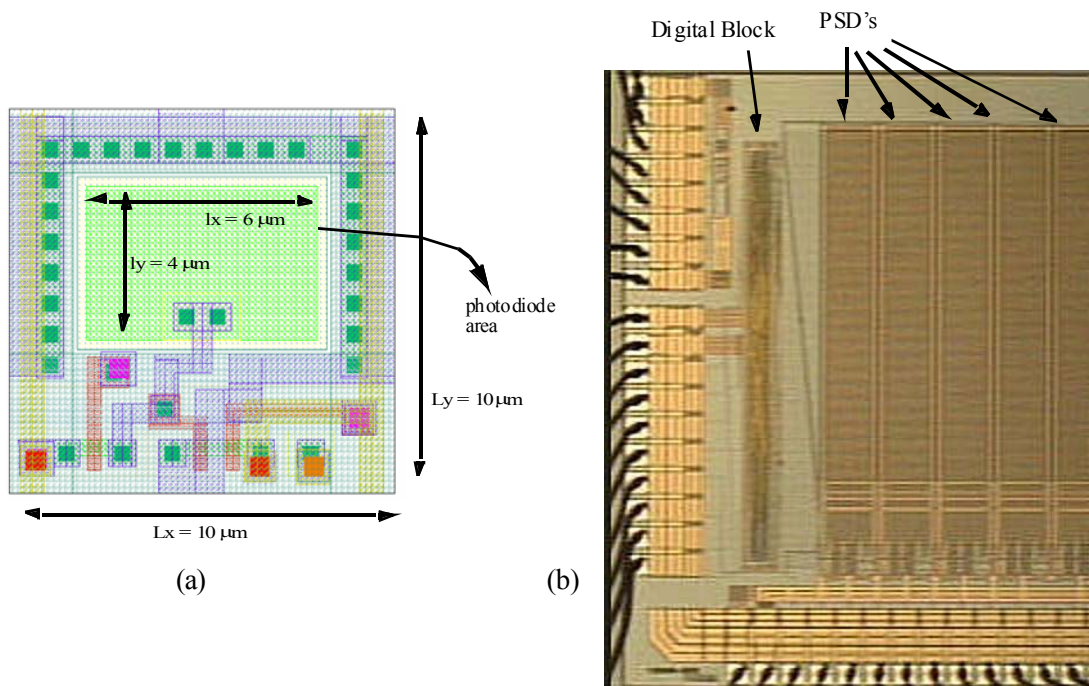 Digital Block
PSD's
lx = 6 μm
ly = 4 μm
photodiode
area
Ly = 10μm
Lx = 10 μm
(a)
(b)